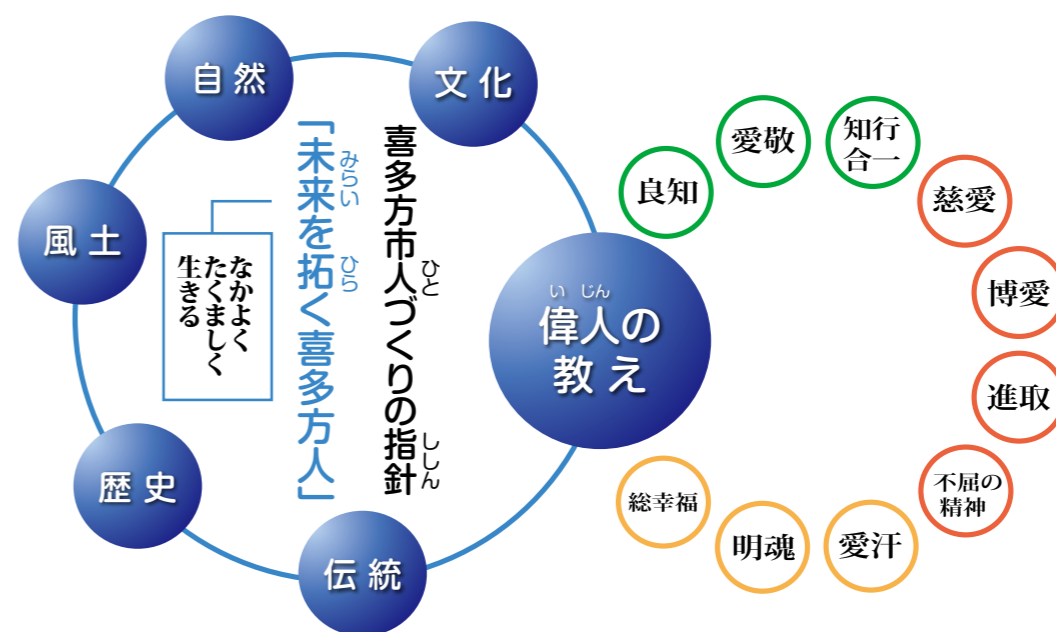 喜多方市人づくりの指針
ひと
ししん
「未来を拓く喜多方人」
みらい
ひら
なかよく
たくましく
生きる
自然
文化
風土
歴史
伝統
い じん
偉人の
教え
良知
愛敬
知行
合一
慈愛
博愛
進取
不屈の
精神
愛汗
明魂
総幸福